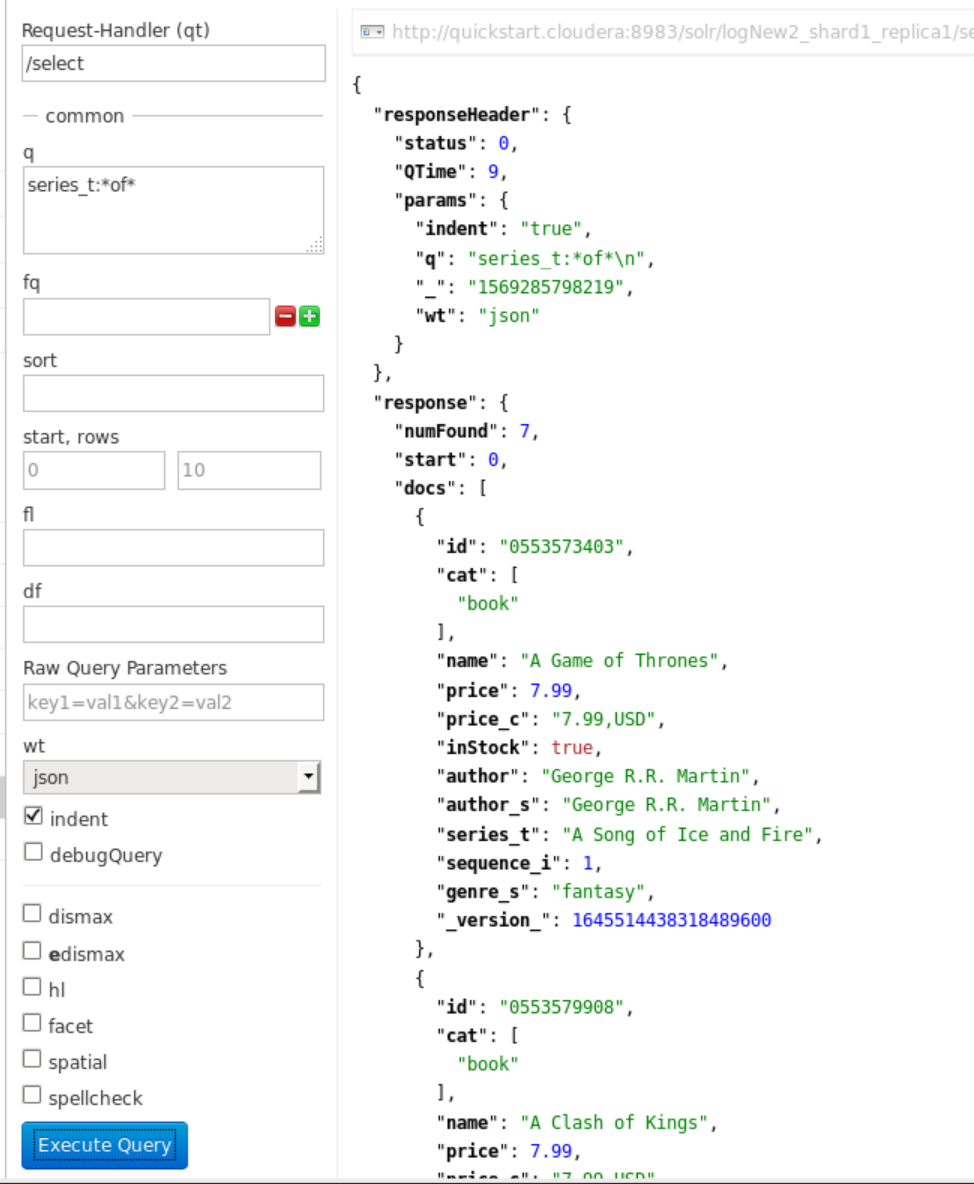 Request-Handler (qt)
/select
common
q
series_t:*of*
fq
sort
start, rows
0 10
fl
df
Raw Query Parameters
key1=val1&key2=val2
wt
json
indent
debugQuery
dismax
edismax
hl
facet
spatial
spellcheck
Execute Query
http://quickstart.cloudera:8983/solr/logNew2_shard1_replica1/se
{
"responseHeader": {
"status": 0,
"QTime": 9,
"params": {
"indent": "true",
"q": "series_t:*of*\n",
"_": "1569285798219",
"wt": "json"
}
},
"response": {
"numFound": 7,
"start": 0,
"docs": [
{
"id": "0553573403",
"cat": [
"book"
],
"name": "A Game of Thrones",
"price": 7.99,
"price_c": "7.99,USD",
"inStock": true,
"author": "George R.R. Martin",
"author_s": "George R.R. Martin",
"series_t": "A Song of Ice and Fire",
"sequence_i": 1,
"genre_s": "fantasy",
"_version_": 1645514438318489600
},
{
"id": "0553579908",
"cat": [
"book"
],
"name": "A Clash of Kings",
"price": 7.99,
"price_c": "7.99,USD"